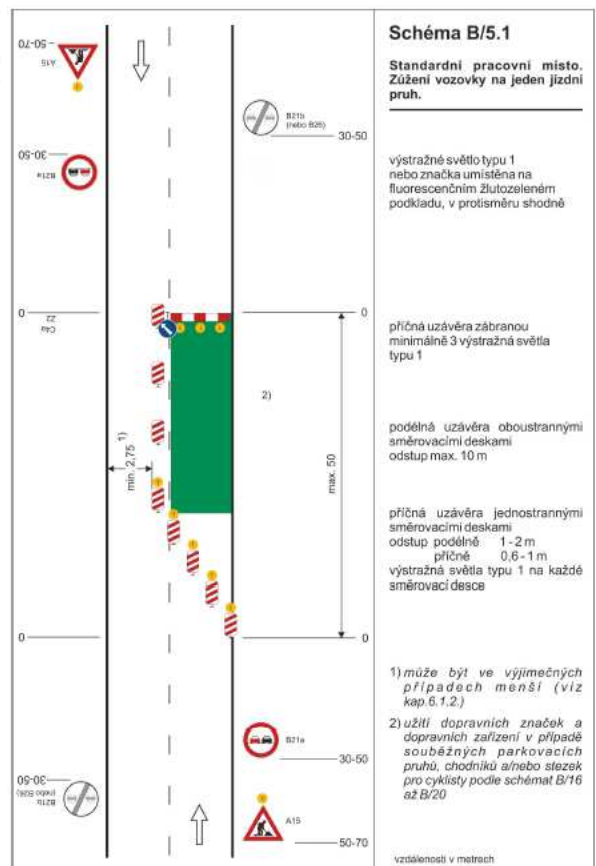 Schéma B/5.1
Standardní pracovní místo.
Zúžení vozovky na jeden jízdní
pruh.
50-70
A15
30-50
B21a
B21b
(nebo B26)
30-50
výstražné světlo typu 1
nebo značka umístěna na
fluorescenčním žlutozeleném
podkladu, v protisměru shodně
0
Z2
C4a
0
příčná uzávěra zábranou
minimálně 3 výstražná světla
typu 1
2)
1)
min. 2,75
max. 50
podélná uzávěra oboustrannými
směrovacími deskami
odstup max. 10 m
příčná uzávěra jednostrannými
směrovacími deskami
odstup podélně 1 - 2 m
příčně 0,6 - 1 m
výstražná světla typu 1 na každé
směrovací desce
0
0
1) může být ve výjimečných
případech menší (viz
kap.6.1.2.)
2) užití dopravních značek a
dopravních zařízení v případě
souběžných parkovacích
pruhů, chodníků a/nebo stezek
pro cyklisty podle schémat B/16
až B/20
B21a
30-50
30-50
B21b
(nebo B26)
A15
50-70
vzdálenosti v metrech